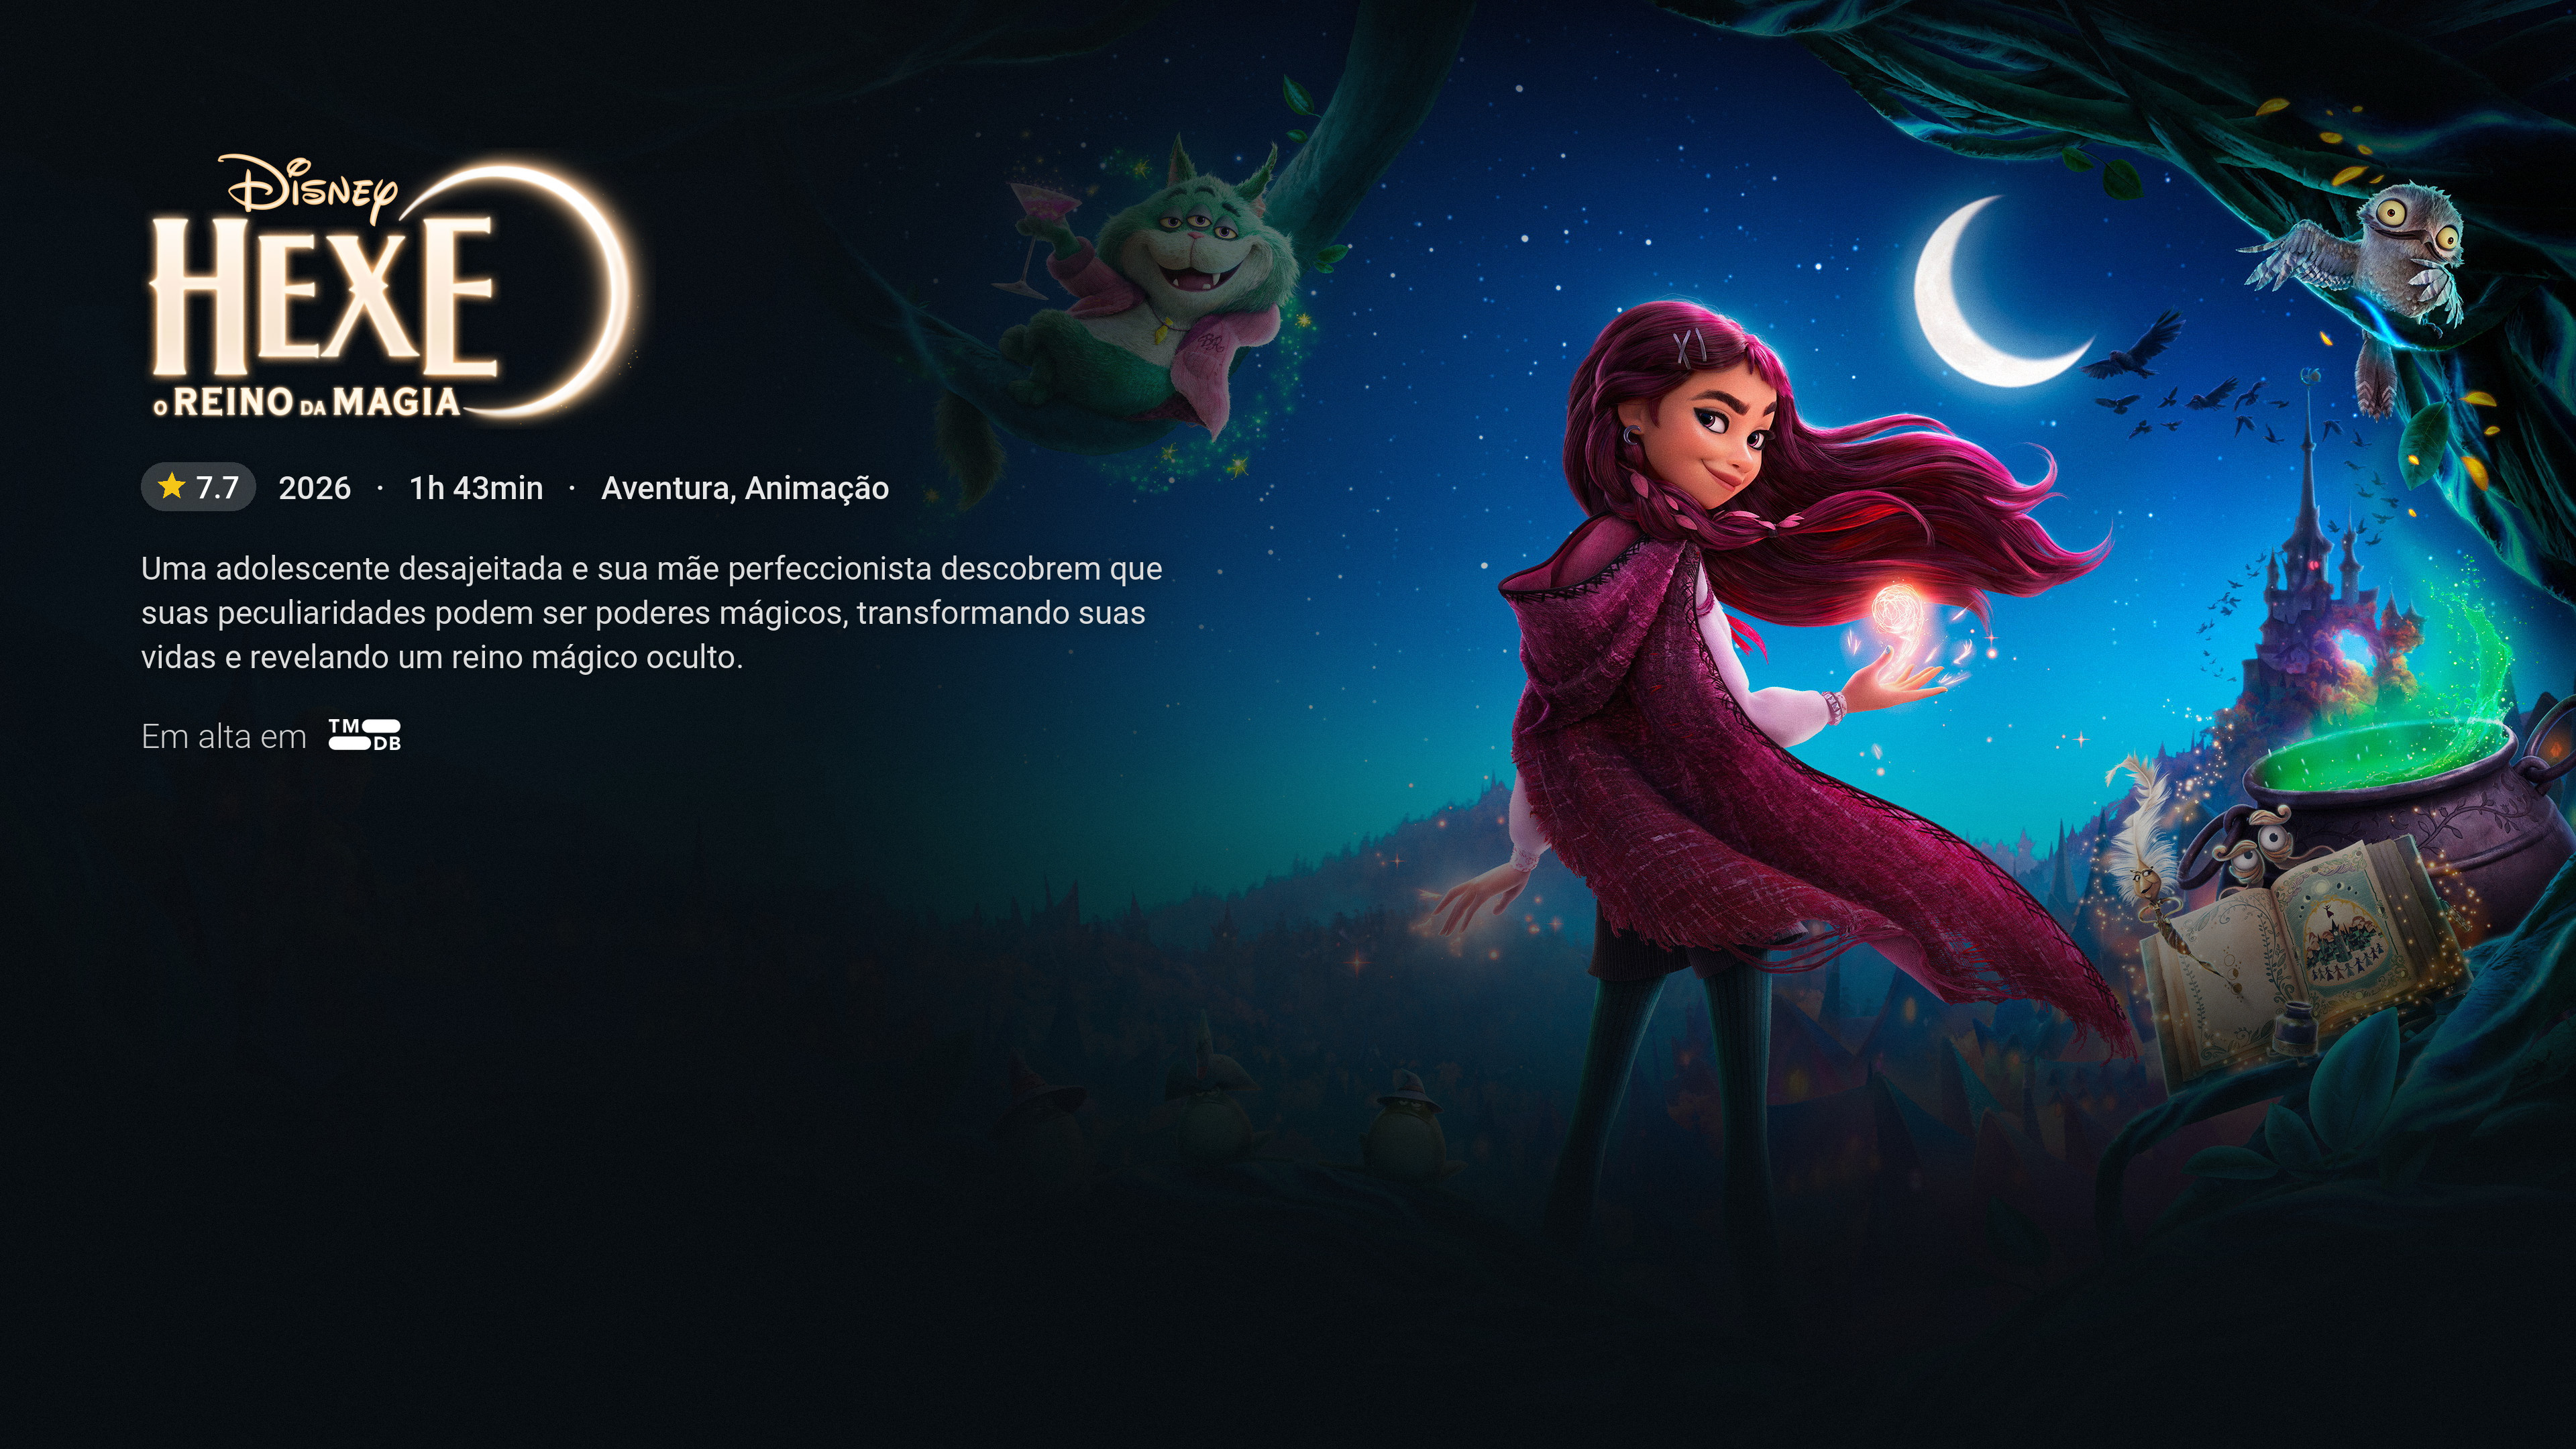 Disney
HEXE
O REINO DA MAGIA
7.7 2026 · 1h 43min · Aventura, Animação
Uma adolescente desajeitada e sua mãe perfeccionista descobrem que
suas peculiaridades podem ser poderes mágicos, transformando suas
vidas e revelando um reino mágico oculto.
Em alta em TMDB